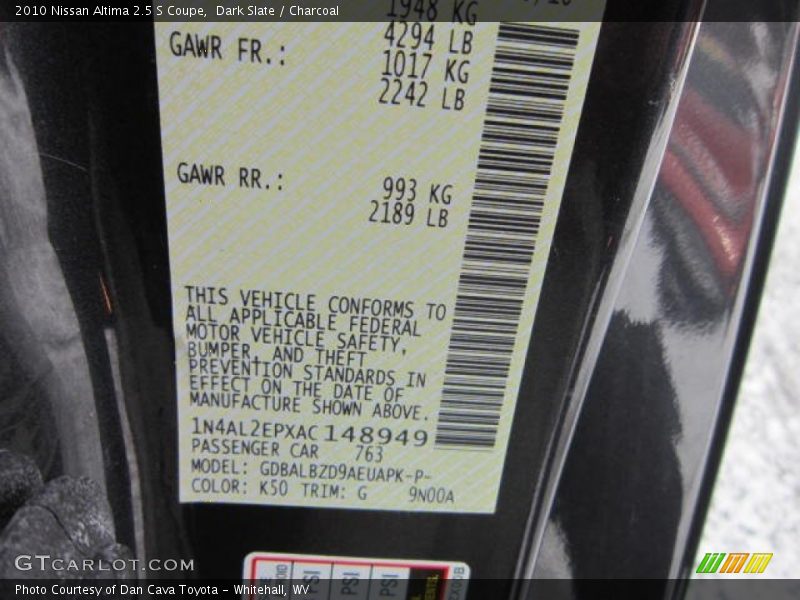 2010 Nissan Altima 2.5 S Coupe, Dark Slate / Charcoal
1948 KG
4294 LB
GAWR FR.: 1017 KG
2242 LB
GAWR RR.: 993 KG
2189 LB
THIS VEHICLE CONFORMS TO
ALL APPLICABLE FEDERAL
MOTOR VEHICLE SAFETY,
BUMPER, AND THEFT
PREVENTION STANDARDS IN
EFFECT ON THE DATE OF
MANUFACTURE SHOWN ABOVE.
1N4AL2EPXAC148949
PASSENGER CAR 763
MODEL: GDBALBZD9AEUAPK-P-
COLOR: K50 TRIM: G 9N00A
PSI PSI PSI
GTCARLOT.COM
Photo Courtesy of Dan Cava Toyota - Whitehall, WV